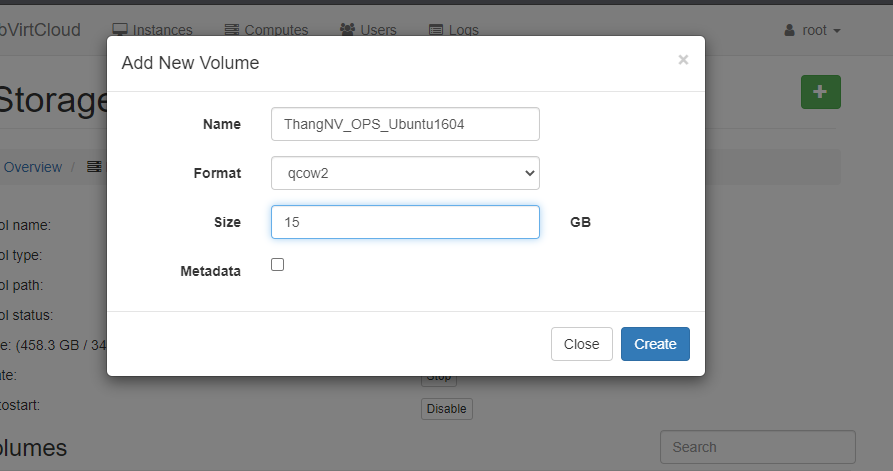 bVirtCloud Instances Computes Users Logs root
Add New Volume ×
Storage
Name ThangNV_OPS_Ubuntu1604
Format qcow2
Overview /
Size 15 GB
ol name:
ol type:
Metadata
ol path:
ol status:
e: (458.3 GB / 34
Close Create
ate:
Stop
tostart:
Disable
olumes
Search